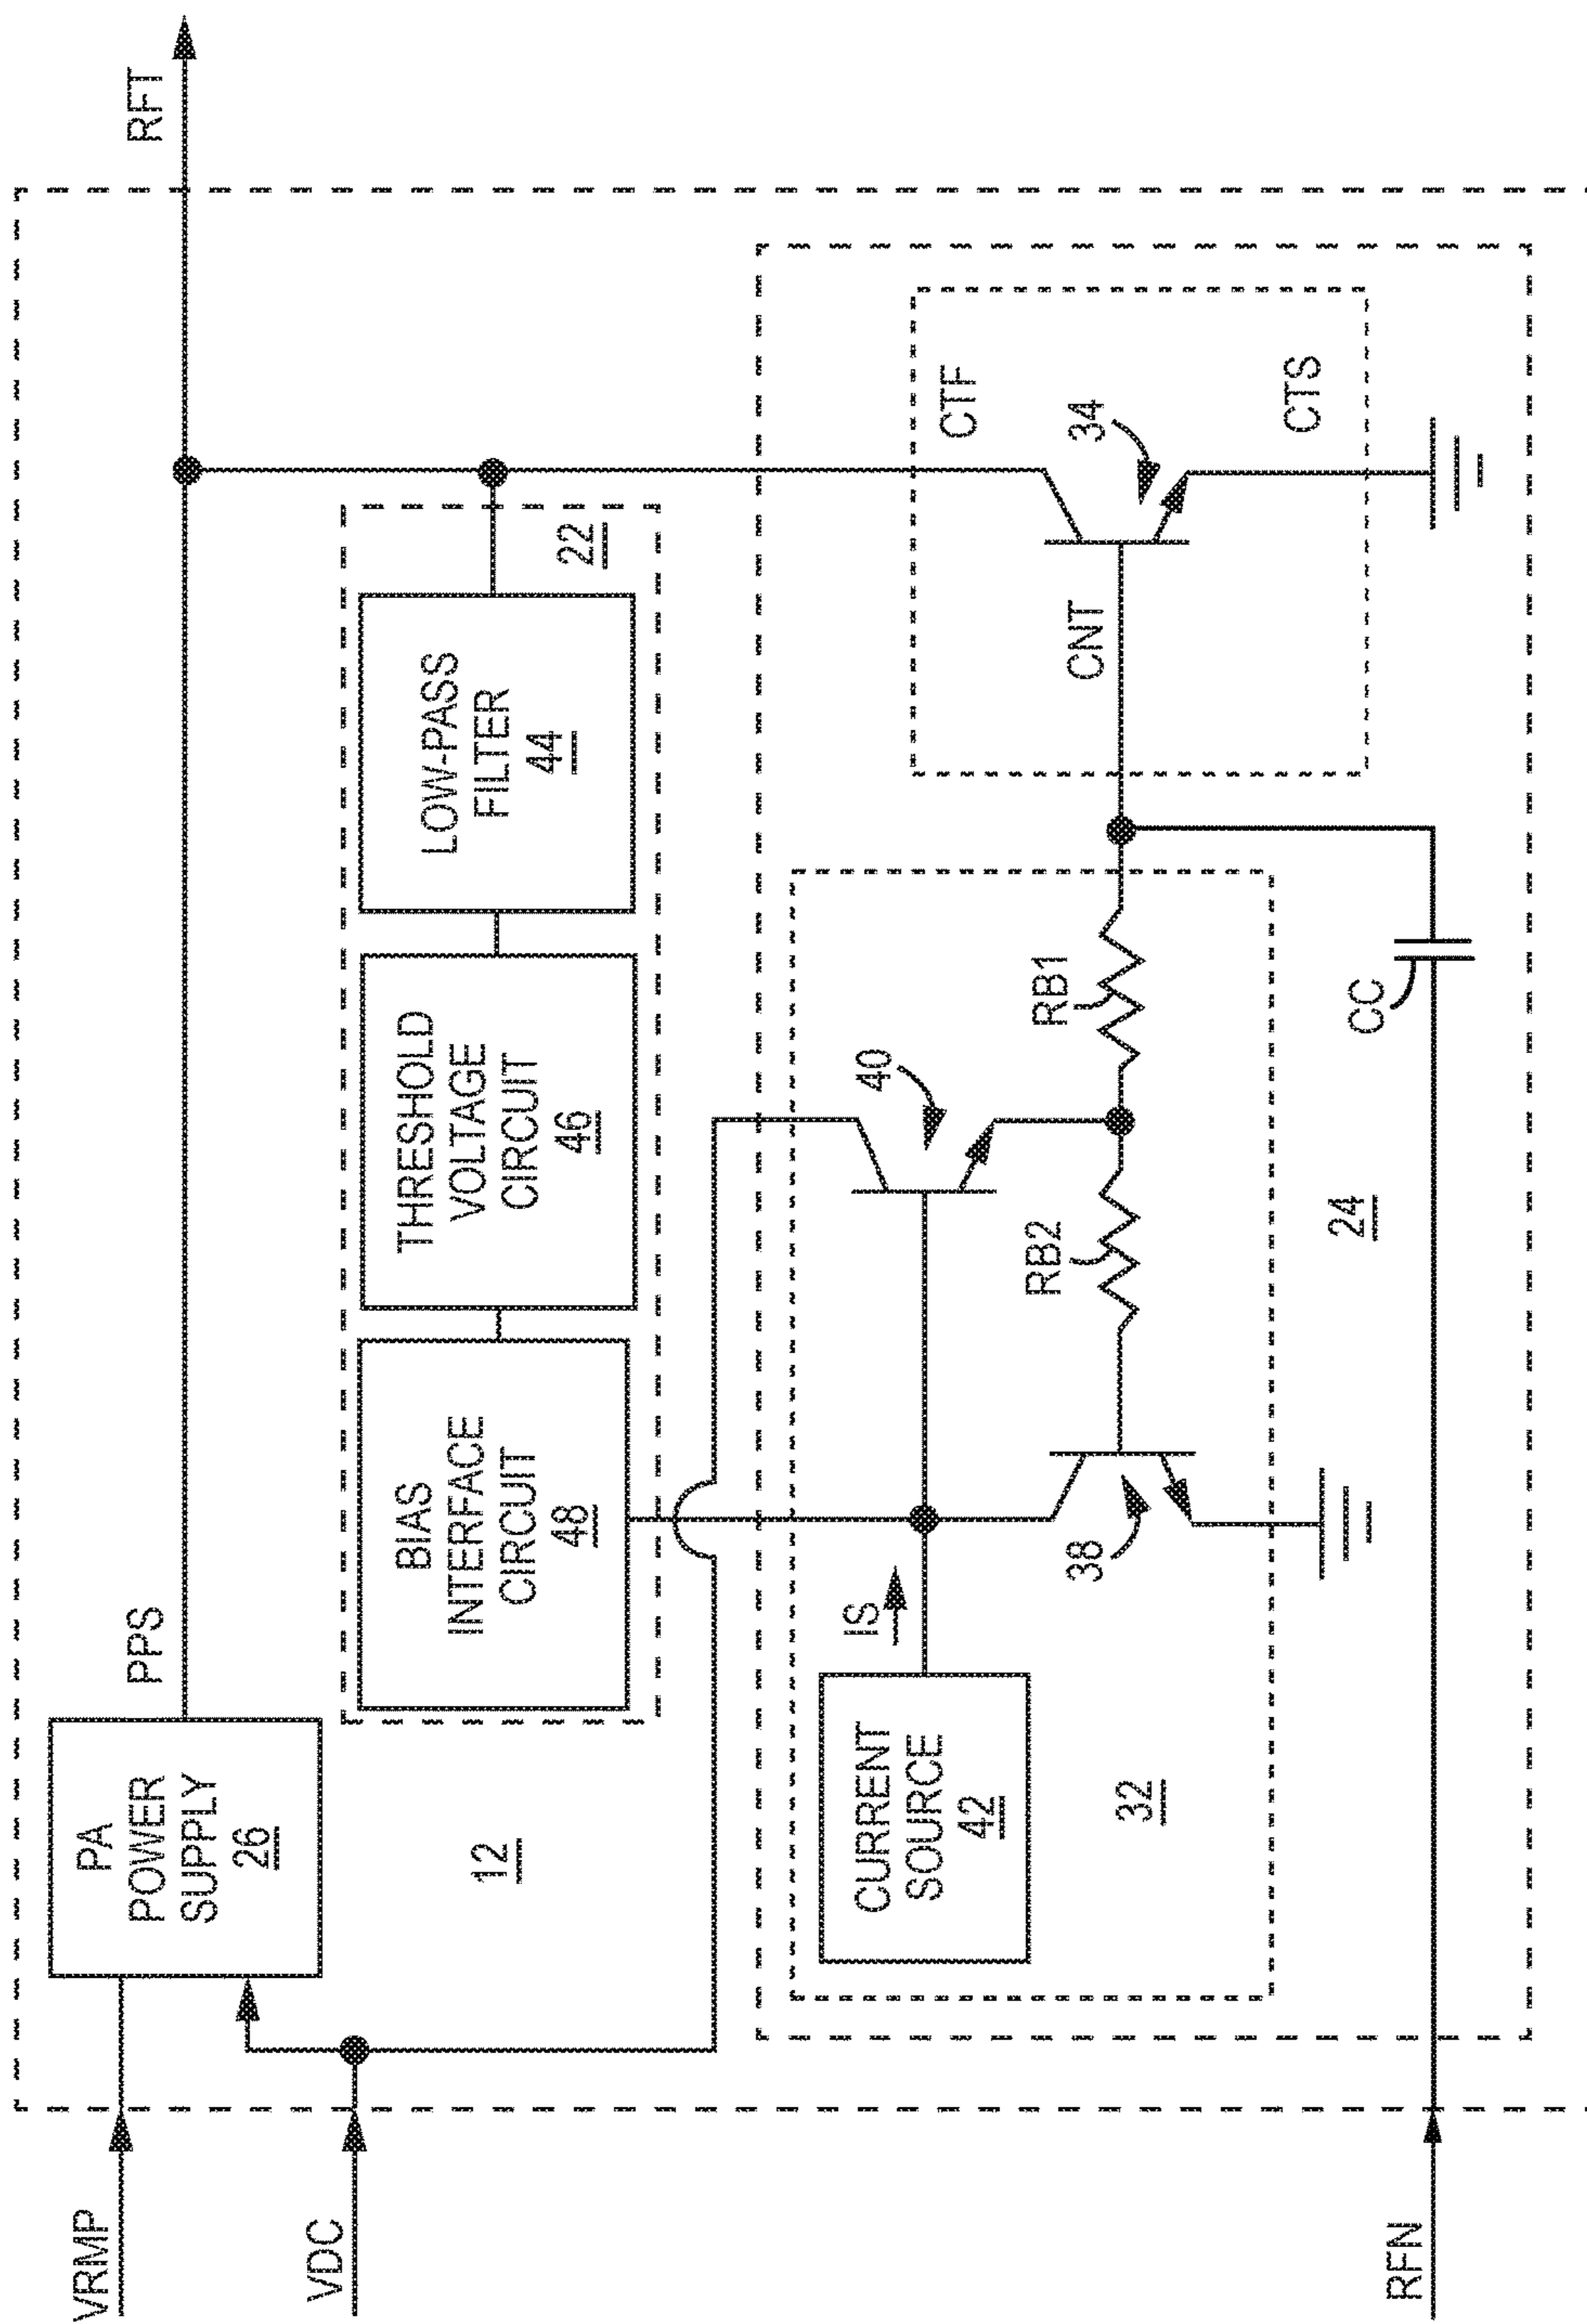 VRMP
VDC
RFN
PA
POWER
SUPPLY
26
PPS
RFT
12
BIAS
INTERFACE
CIRCUIT
48
THRESHOLD
VOLTAGE
CIRCUIT
46
LOW-PASS
FILTER
44
22
CURRENT
SOURCE
42
IS
32
38
40
RB2
RB1
24
CC
CNT
CTF
34
CTS